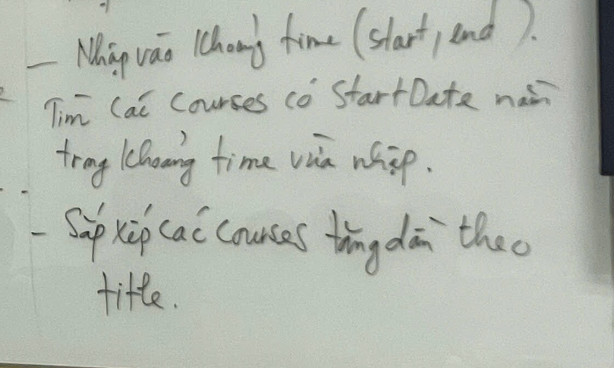 - Nhập vào khoảng time (start, end).
Tìm các courses có StartDate nằm
trong khoảng time vừa nhập.
- Sắp xếp các courses tăng dần theo
title.